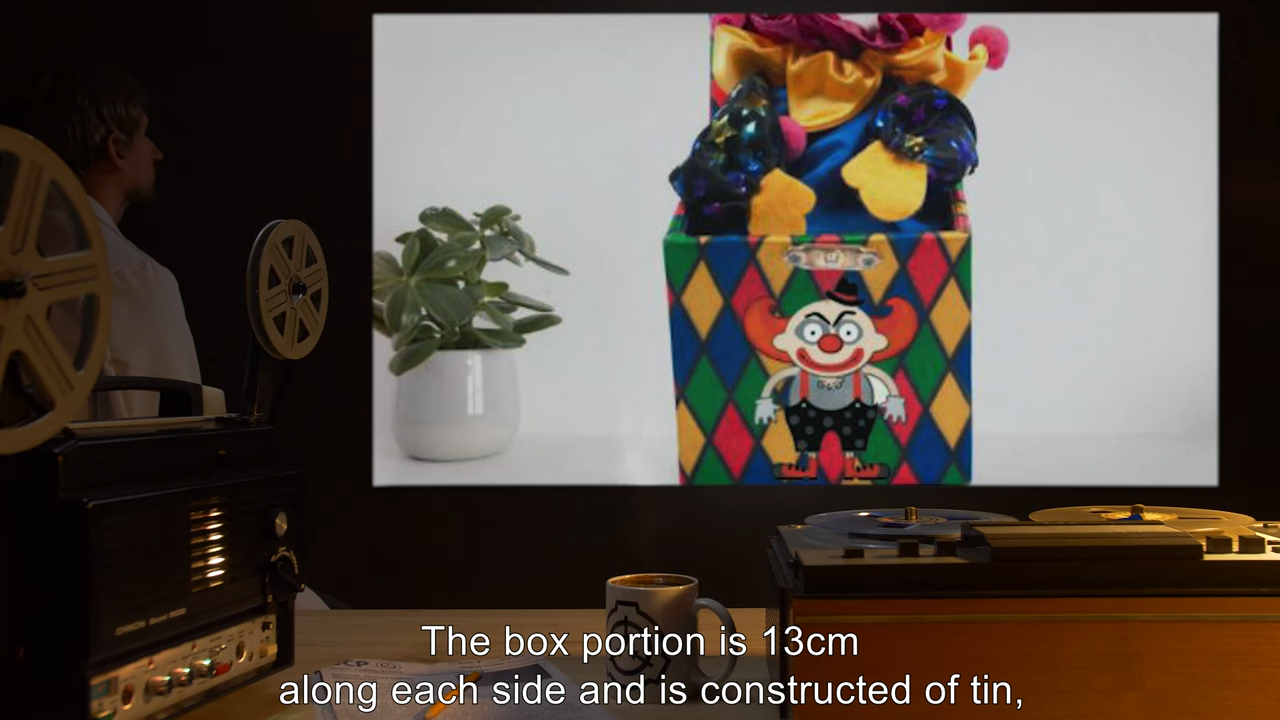 The box portion is 13cm
along each side and is constructed of tin,